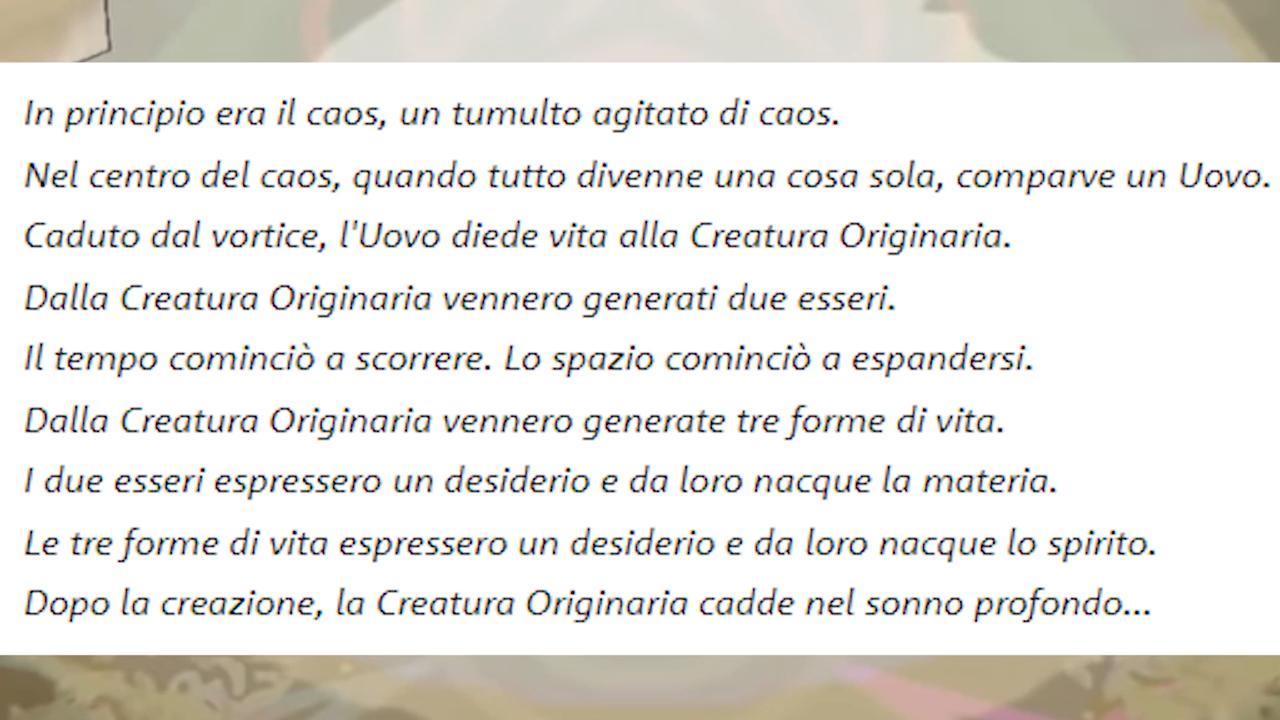 In principio era il caos, un tumulto agitato di caos.
Nel centro del caos, quando tutto divenne una cosa sola, comparve un Uovo.
Caduto dal vortice, l'Uovo diede vita alla Creatura Originaria.
Dalla Creatura Originaria vennero generati due esseri.
Il tempo cominciò a scorrere. Lo spazio cominciò a espandersi.
Dalla Creatura Originaria vennero generate tre forme di vita.
I due esseri espressero un desiderio e da loro nacque la materia.
Le tre forme di vita espressero un desiderio e da loro nacque lo spirito.
Dopo la creazione, la Creatura Originaria cadde nel sonno profondo...